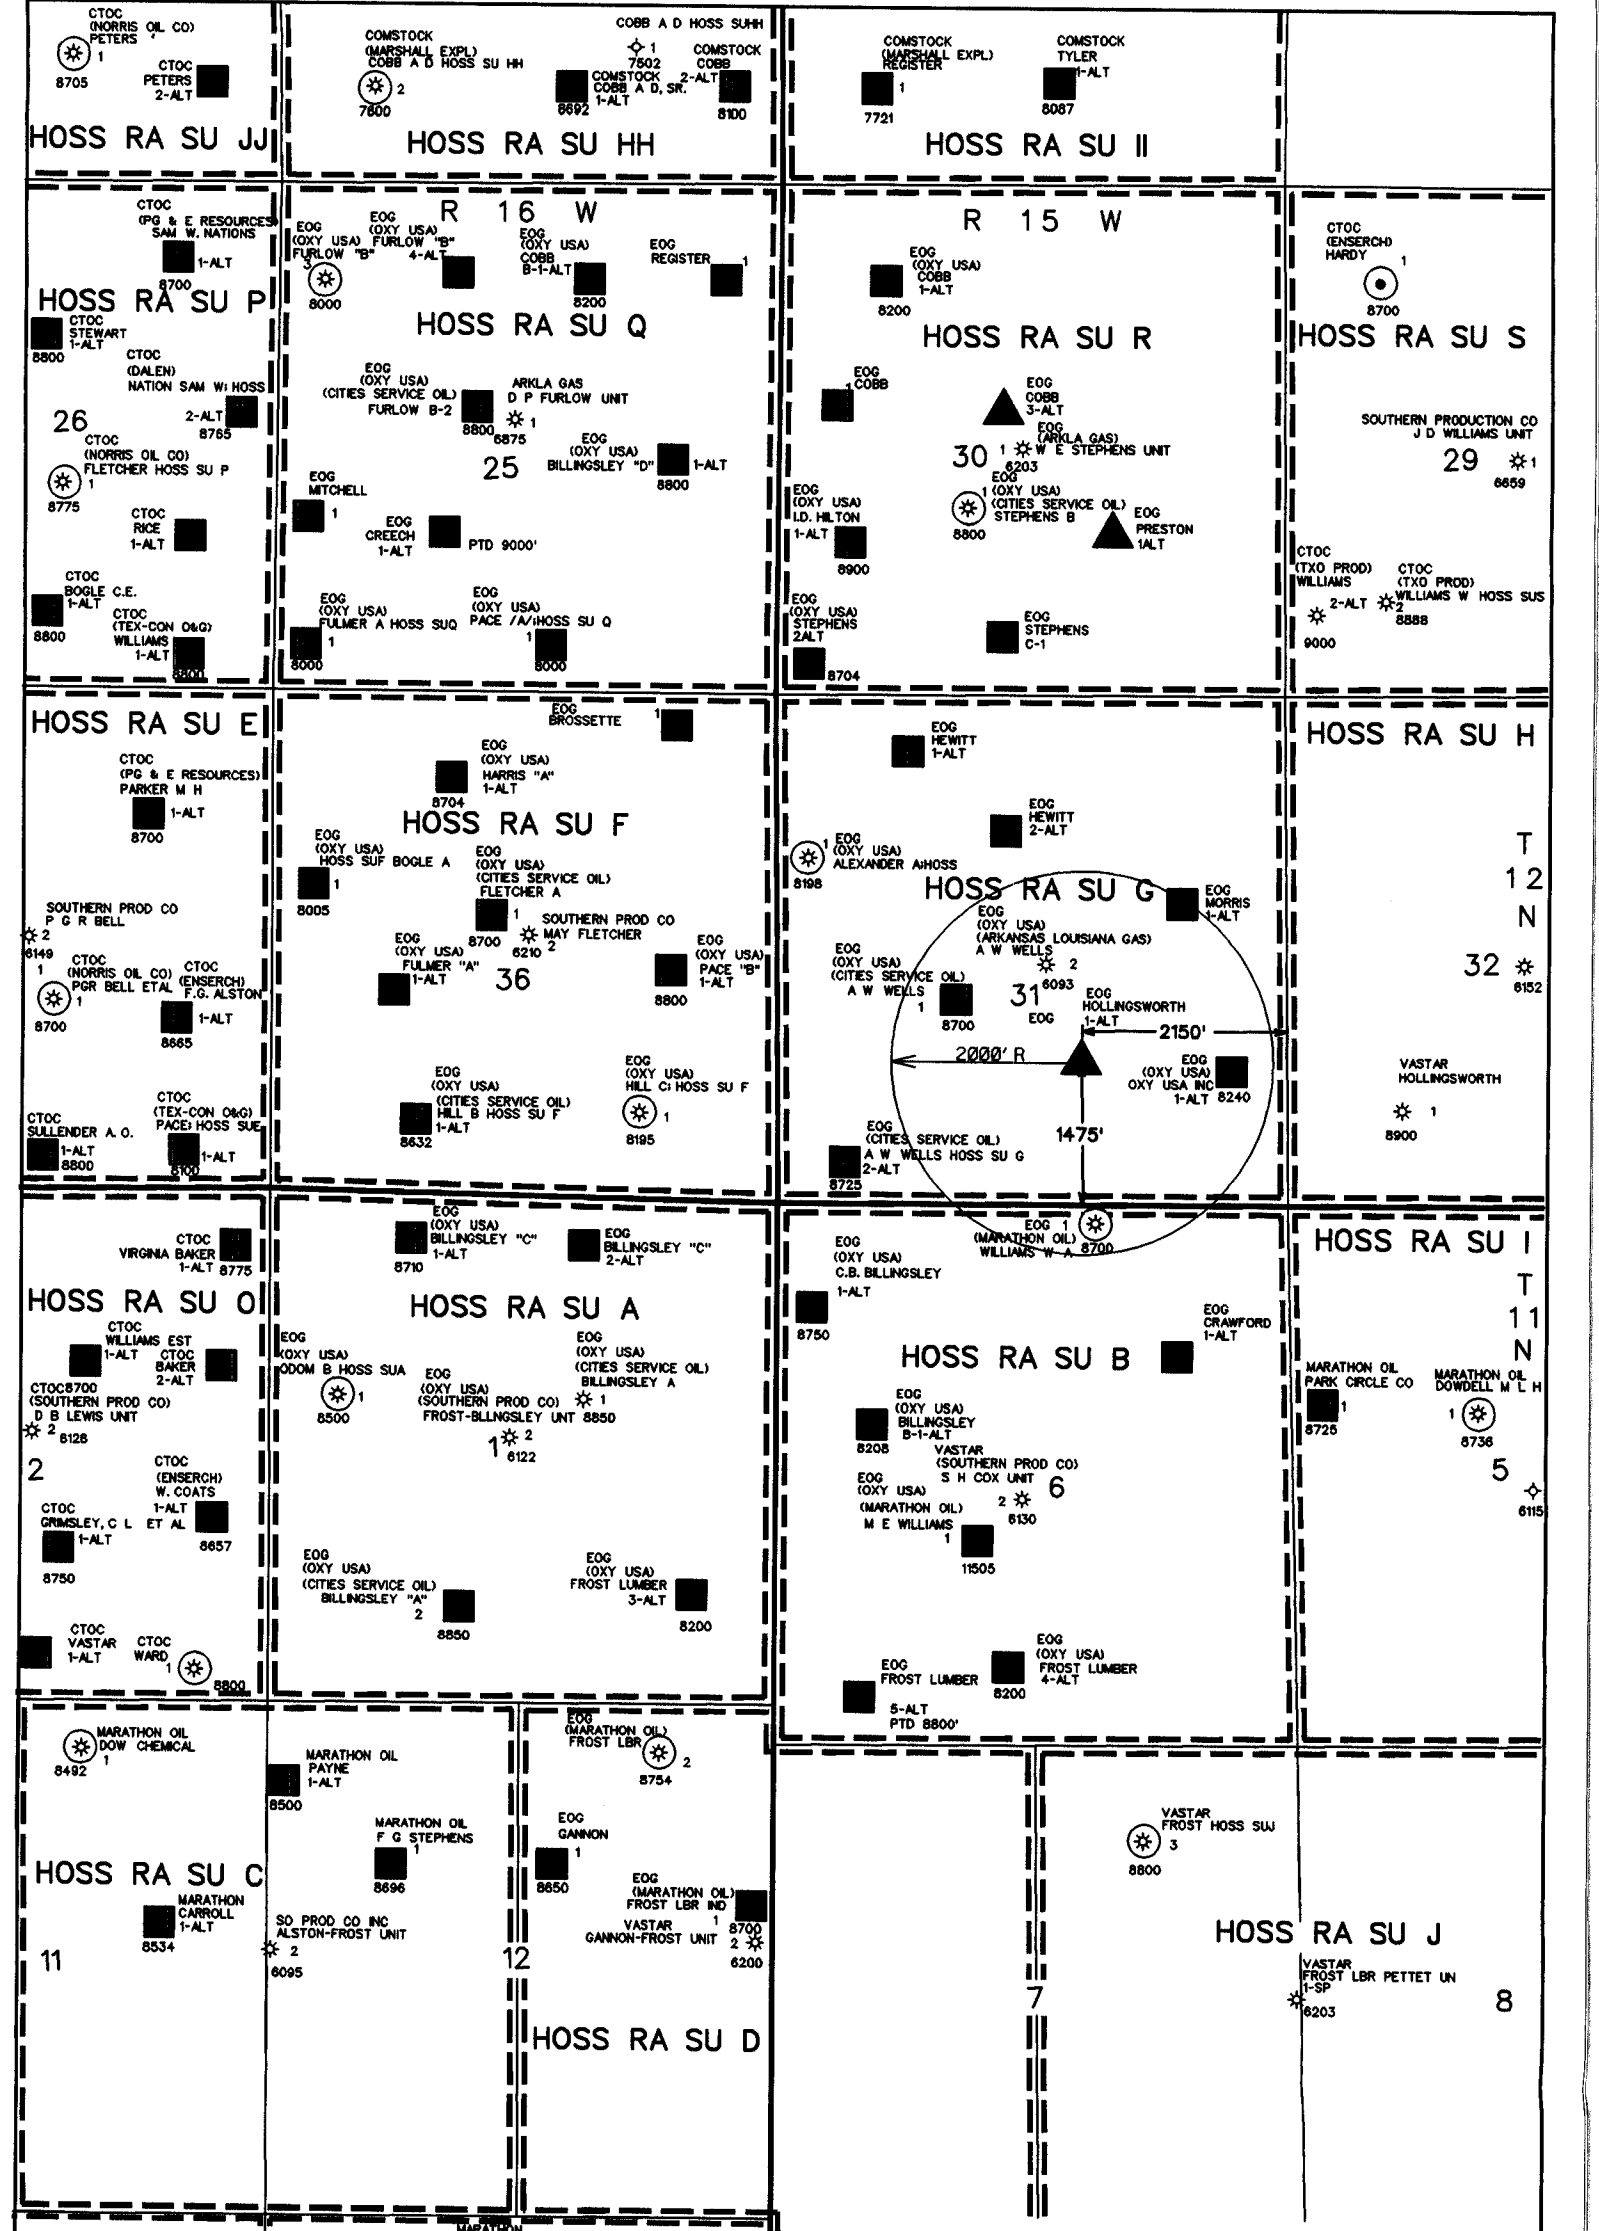 CTOC
(NORRIS OIL CO)
PETERS
1
8705
CTOC
PETERS
2-ALT
HOSS RA SU JJ
COMSTOCK
(MARSHALL EXPL)
COBB A D HOSS SU HH
2
7600
COBB A D HOSS SUHH
1
7502
COMSTOCK
COBB A D, SR.
1-ALT
8692
COMSTOCK
COBB
2-ALT
8100
HOSS RA SU HH
COMSTOCK
(MARSHALL EXPL)
REGISTER
1
7721
COMSTOCK
TYLER
1-ALT
8087
HOSS RA SU II
CTOC
(PG & E RESOURCES)
SAM W. NATIONS
1-ALT
8700
HOSS RA SU P
CTOC
STEWART
1-ALT
8800
CTOC
(DALEN)
NATION SAM W; HOSS
2-ALT
8765
26
CTOC
(NORRIS OIL CO)
FLETCHER HOSS SU P
1
8775
CTOC
RICE
1-ALT
CTOC
BOGLE C.E.
1-ALT
8800
CTOC
(TEX-CON O&G)
WILLIAMS
1-ALT
8800
R 16 W
EOG
(OXY USA)
FURLOW "B"
3
8000
EOG
(OXY USA)
FURLOW "B"
4-ALT
EOG
(OXY USA)
COBB
B-1-ALT
8200
EOG
REGISTER
1
HOSS RA SU Q
EOG
(OXY USA)
(CITIES SERVICE OIL)
FURLOW B-2
8800
ARKLA GAS
D P FURLOW UNIT
1
6875
25
EOG
(OXY USA)
BILLINGSLEY "D"
1-ALT
8800
EOG
MITCHELL
1
EOG
CREECH
1-ALT
PTD 9000'
EOG
(OXY USA)
FULMER A HOSS SUQ
1
8000
EOG
(OXY USA)
PACE /A/;HOSS SU Q
1
8000
R 15 W
EOG
(OXY USA)
COBB
1-ALT
8200
HOSS RA SU R
EOG
COBB
1
EOG
COBB
3-ALT
30
EOG
(ARKLA GAS)
W E STEPHENS UNIT
1
6203
EOG
(OXY USA)
(CITIES SERVICE OIL)
STEPHENS B
1
8800
EOG
PRESTON
1ALT
EOG
(OXY USA)
I.D. HILTON
1-ALT
8900
EOG
(OXY USA)
STEPHENS
2ALT
8704
EOG
STEPHENS
C-1
CTOC
(ENSERCH)
HARDY
1
8700
HOSS RA SU S
SOUTHERN PRODUCTION CO
J D WILLIAMS UNIT
29
1
6659
CTOC
(TXO PROD)
WILLIAMS
2-ALT
9000
CTOC
(TXO PROD)
WILLIAMS W HOSS SUS
2
8888
HOSS RA SU E
CTOC
(PG & E RESOURCES)
PARKER M H
1-ALT
8700
SOUTHERN PROD CO
P G R BELL
2
6149
1
CTOC
(NORRIS OIL CO)
PGR BELL ETAL
1
8700
CTOC
(ENSERCH)
F.G. ALSTON
1-ALT
8665
CTOC
SULLENDER A. O.
1-ALT
8800
CTOC
(TEX-CON O&G)
PACE; HOSS SUE
1-ALT
8100
EOG
BROSSETTE
1
EOG
(OXY USA)
HARRIS "A"
1-ALT
8704
HOSS RA SU F
EOG
(OXY USA)
HOSS SUF BOGLE A
1
8005
EOG
(OXY USA)
(CITIES SERVICE OIL)
FLETCHER A
1
8700
SOUTHERN PROD CO
MAY FLETCHER
2
6210
36
EOG
(OXY USA)
FULMER "A"
1-ALT
EOG
(OXY USA)
PACE "B"
1-ALT
8800
EOG
(OXY USA)
(CITIES SERVICE OIL)
HILL B HOSS SU F
1-ALT
8632
EOG
(OXY USA)
HILL C; HOSS SU F
1
8195
EOG
HEWITT
1-ALT
EOG
HEWITT
2-ALT
EOG
(OXY USA)
ALEXANDER A;HOSS
1
8198
HOSS RA SU G
EOG
MORRIS
1-ALT
EOG
(OXY USA)
(ARKANSAS LOUISIANA GAS)
A W WELLS
2
6093
EOG
(OXY USA)
(CITIES SERVICE OIL)
A W WELLS
1
8700
31
EOG
EOG
HOLLINGSWORTH
1-ALT
2150'
2000' R
1475'
EOG
(OXY USA)
OXY USA INC
1-ALT
8240
EOG
(CITIES SERVICE OIL)
A W WELLS HOSS SU G
2-ALT
8725
HOSS RA SU H
T
12
N
32
6152
VASTAR
HOLLINGSWORTH
1
8900
CTOC
VIRGINIA BAKER
1-ALT
8775
HOSS RA SU O
CTOC
WILLIAMS EST
1-ALT
8700
CTOC
BAKER
2-ALT
CTOC
(SOUTHERN PROD CO)
D B LEWIS UNIT
2
6126
2
CTOC
(ENSERCH)
W. COATS
1-ALT
8657
CTOC
GRIMSLEY, C L ET AL
1-ALT
8750
CTOC
VASTAR
1-ALT
CTOC
WARD
1
8800
EOG
(OXY USA)
BILLINGSLEY "C"
1-ALT
8710
EOG
BILLINGSLEY "C"
2-ALT
HOSS RA SU A
EOG
(OXY USA)
ODOM B HOSS SUA
1
8500
EOG
(OXY USA)
(CITIES SERVICE OIL)
BILLINGSLEY A
1
8850
EOG
(OXY USA)
(SOUTHERN PROD CO)
FROST-BLLNGSLEY UNT
2
6122
1
EOG
(OXY USA)
(CITIES SERVICE OIL)
BILLINGSLEY "A"
2
8850
EOG
(OXY USA)
FROST LUMBER
3-ALT
8200
EOG
(MARATHON OIL)
WILLIAMS W A
1
8700
EOG
(OXY USA)
C.B. BILLINGSLEY
1-ALT
8750
HOSS RA SU B
EOG
CRAWFORD
1-ALT
EOG
(OXY USA)
BILLINGSLEY
B-1-ALT
8208
VASTAR
(SOUTHERN PROD CO)
S H COX UNIT
2
6130
6
EOG
(OXY USA)
(MARATHON OIL)
M E WILLIAMS
1
11505
EOG
(OXY USA)
FROST LUMBER
4-ALT
8200
EOG
FROST LUMBER
5-ALT
PTD 8800'
HOSS RA SU I
T
11
N
MARATHON OIL
PARK CIRCLE CO
1
8725
MARATHON OIL
DOWDELL M L H
1
8736
5
6115
MARATHON OIL
DOW CHEMICAL
1
8492
MARATHON OIL
PAYNE
1-ALT
8500
MARATHON OIL
F G STEPHENS
1
8696
HOSS RA SU C
MARATHON
CARROLL
1-ALT
8534
SO PROD CO INC
ALSTON-FROST UNIT
2
6095
11
12
EOG
(MARATHON OIL)
FROST LBR
2
8754
EOG
GANNON
1
8650
EOG
(MARATHON OIL)
FROST LBR IND
1
8700
VASTAR
GANNON-FROST UNIT
2
6200
HOSS RA SU D
VASTAR
FROST HOSS SUJ
3
8800
HOSS RA SU J
VASTAR
FROST LBR PETTET UN
1-SP
6203
7
8
MARATHON